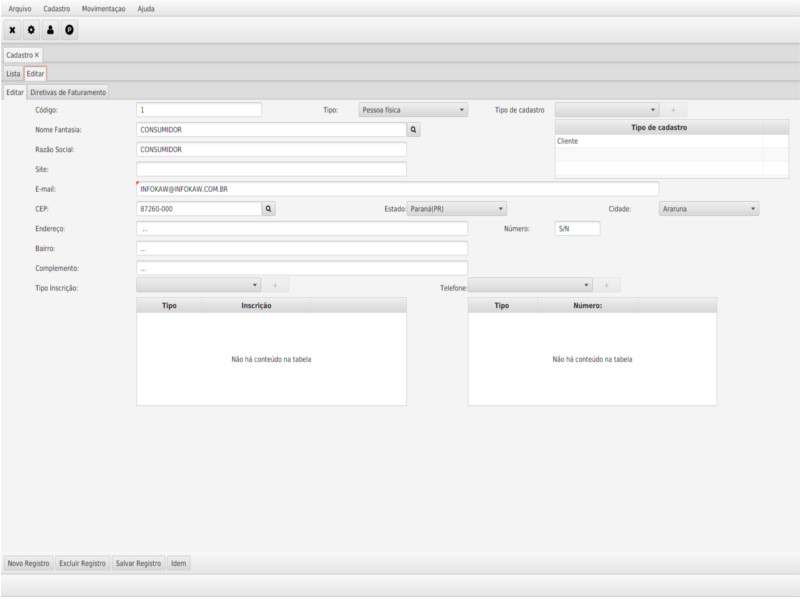 Arquivo Cadastro Movimentaçao Ajuda
Cadastro ×
Lista Editar
Editar Diretivas de Faturamento
Código: 1 Tipo: Pessoa física Tipo de cadastro +
Nome Fantasia: CONSUMIDOR Tipo de cadastro
Cliente
Razão Social: CONSUMIDOR
Site:
E-mail: INFOKAW@INFOKAW.COM.BR
CEP: 87260-000 Estado: Paraná(PR) Cidade: Araruna
Endereço: ... Número: S/N
Bairro: ...
Complemento: ...
Tipo Inscrição: + Telefone: +
Tipo Inscrição Tipo Número:
Não há conteúdo na tabela Não há conteúdo na tabela
Novo Registro Excluir Registro Salvar Registro Idem